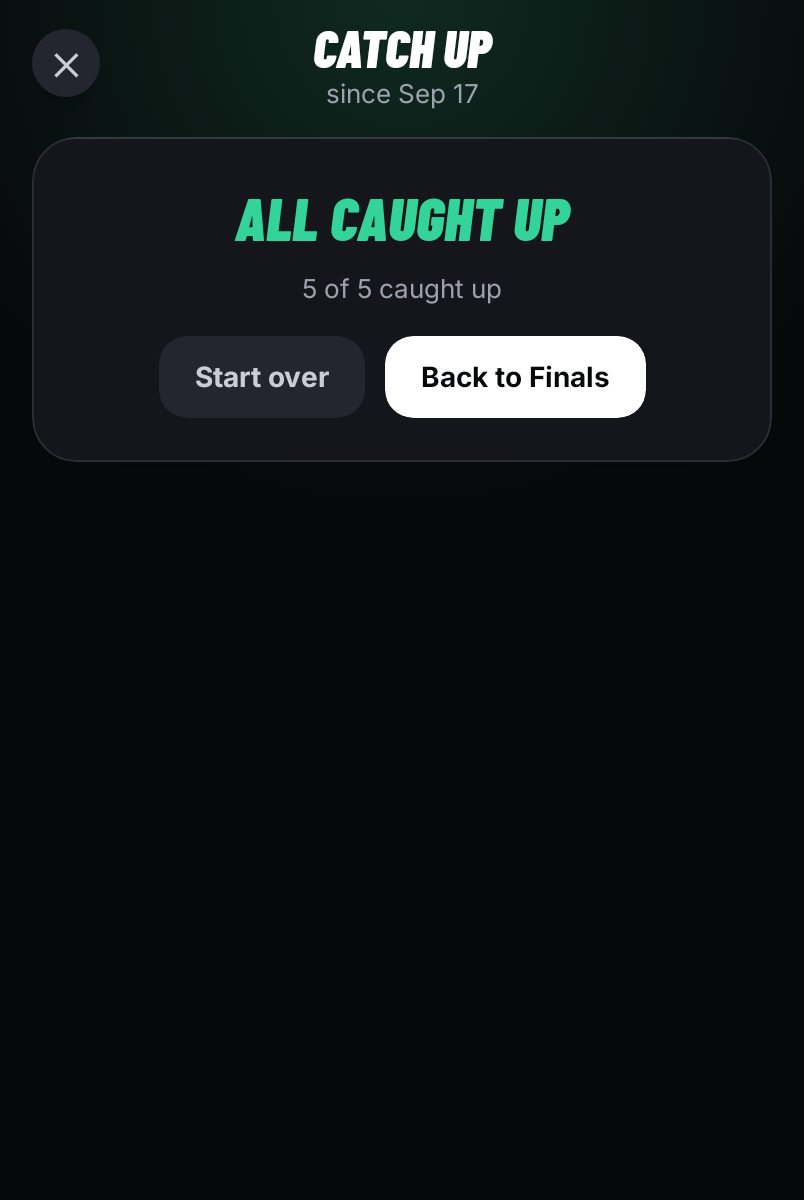 CATCH UP
since Sep 17
ALL CAUGHT UP
5 of 5 caught up
Start over
Back to Finals